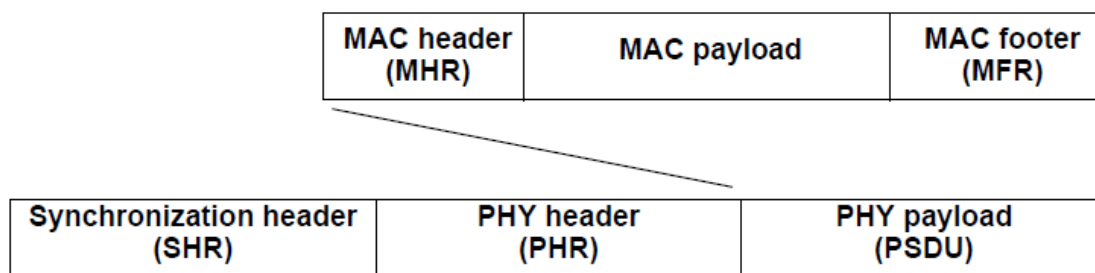 MAC header
(MHR)
MAC payload
MAC footer
(MFR)
Synchronization header
(SHR)
PHY header
(PHR)
PHY payload
(PSDU)